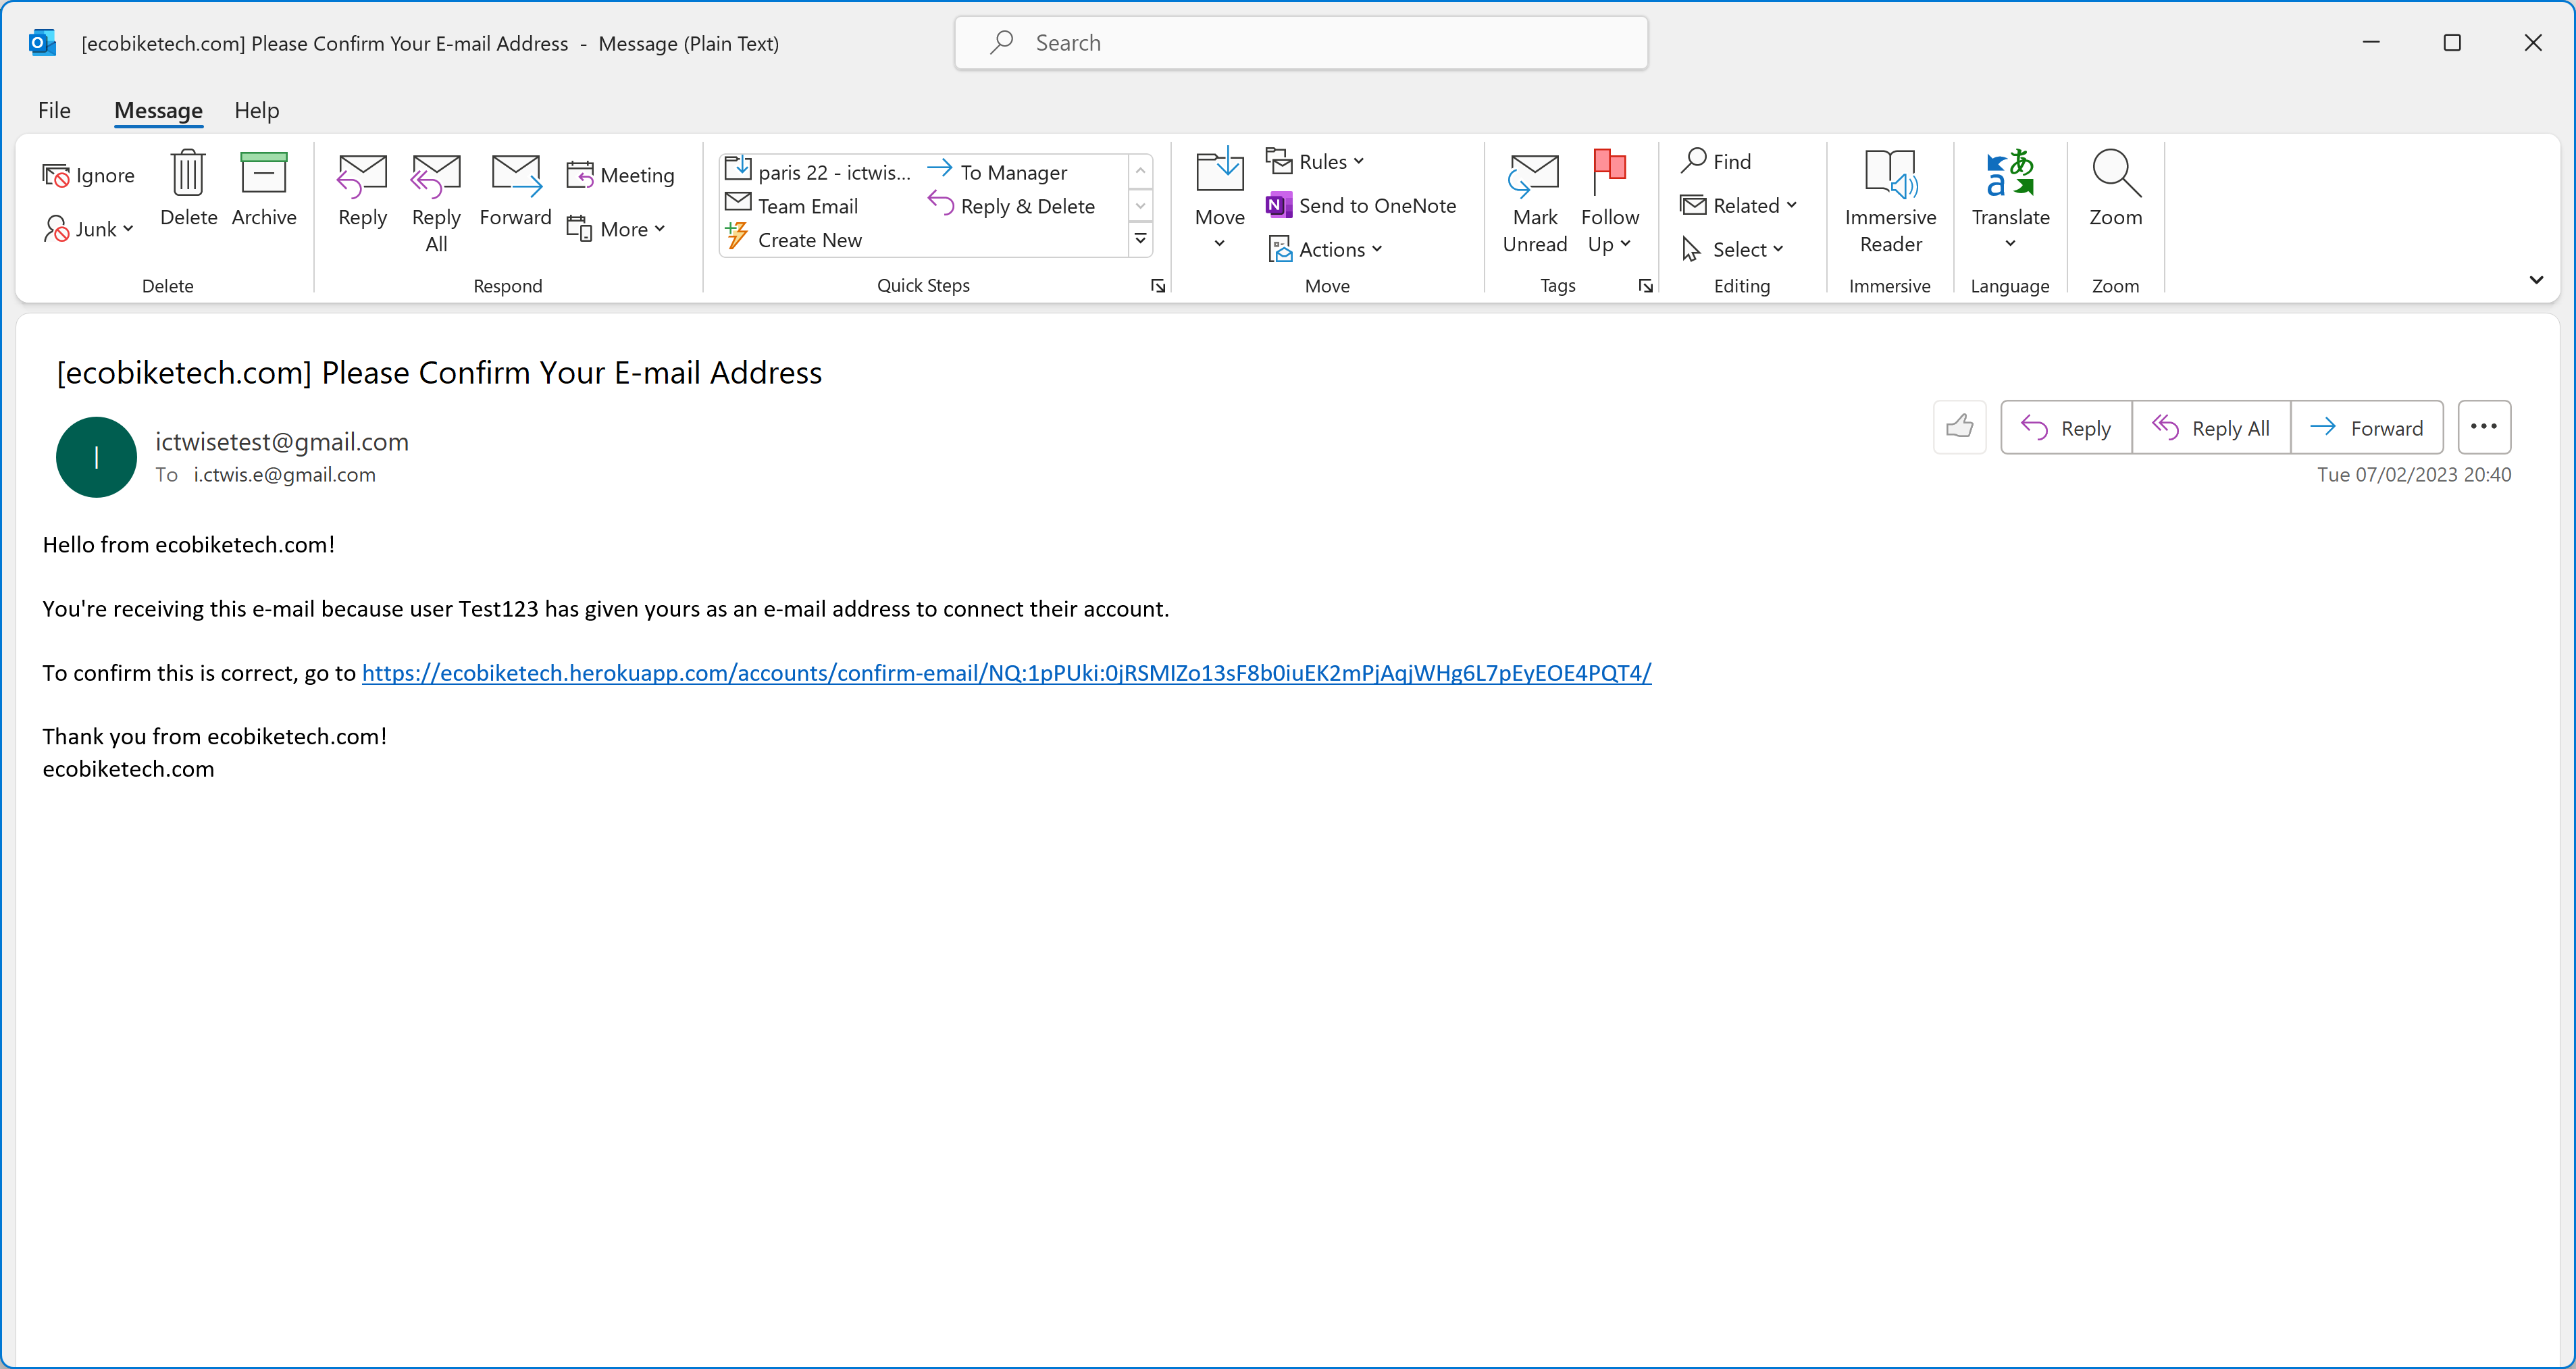 [ecobiketech.com] Please Confirm Your E-mail Address - Message (Plain Text)
Search
File Message Help
Ignore
Junk
Delete
Archive
Delete
Reply
Reply All
Forward
Meeting
More
Respond
paris 22 - ictwis...
Team Email
Create New
To Manager
Reply & Delete
Quick Steps
Move
Rules
Send to OneNote
Actions
Move
Mark Unread
Follow Up
Tags
Find
Related
Select
Editing
Immersive Reader
Immersive
Translate
Language
Zoom
Zoom
[ecobiketech.com] Please Confirm Your E-mail Address
I
ictwisetest@gmail.com
To i.ctwis.e@gmail.com
Reply
Reply All
Forward
Tue 07/02/2023 20:40
Hello from ecobiketech.com!
You're receiving this e-mail because user Test123 has given yours as an e-mail address to connect their account.
To confirm this is correct, go to https://ecobiketech.herokuapp.com/accounts/confirm-email/NQ:1pPUki:0jRSMIZo13sF8b0iuEK2mPjAqjWHg6L7pEyEOE4PQT4/
Thank you from ecobiketech.com!
ecobiketech.com